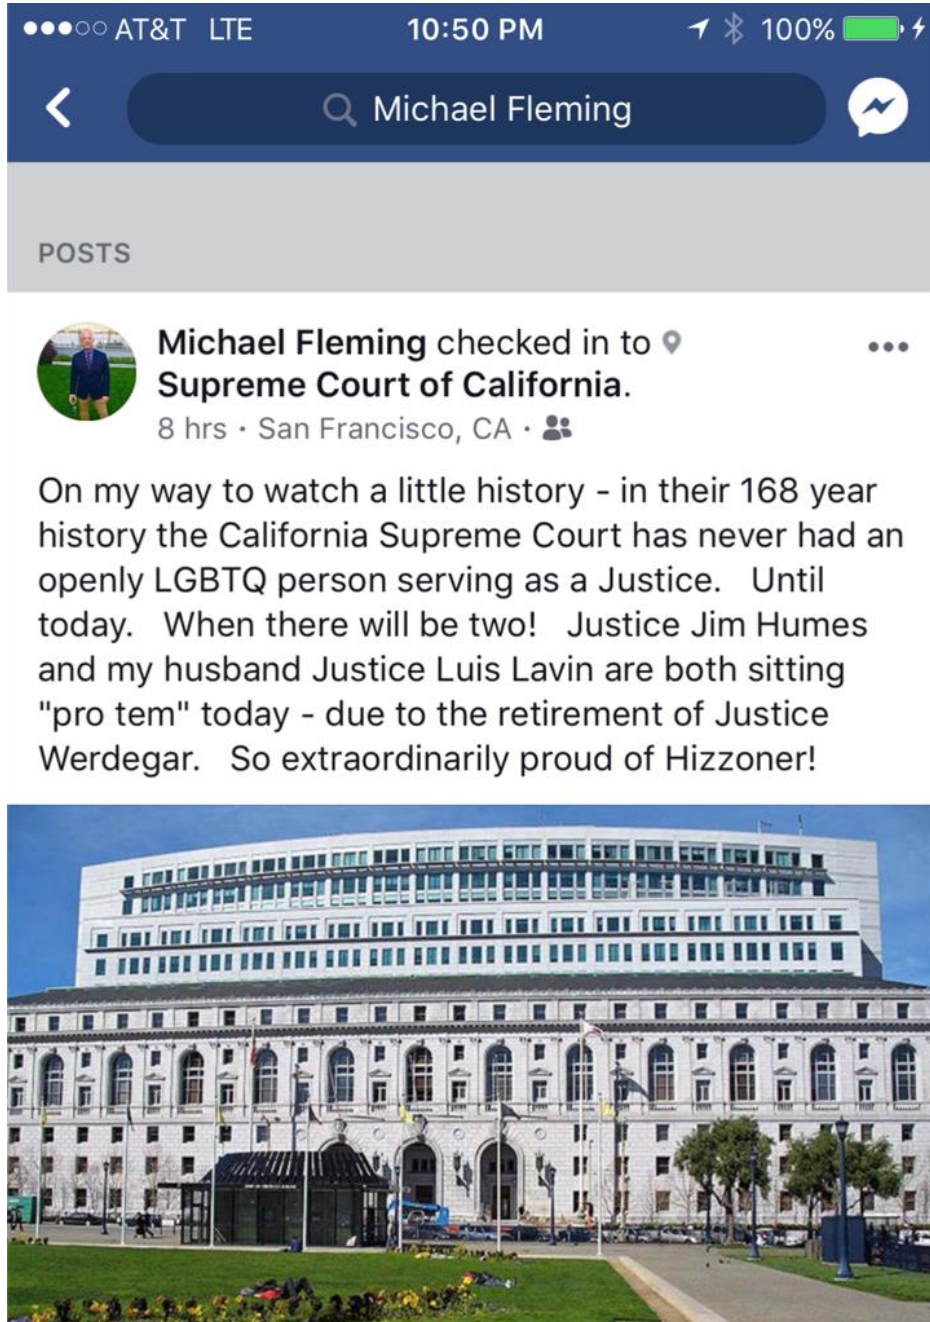 AT&T LTE 10:50 PM 100%
Michael Fleming
POSTS
Michael Fleming checked in to
Supreme Court of California.
8 hrs · San Francisco, CA ·
On my way to watch a little history - in their 168 year
history the California Supreme Court has never had an
openly LGBTQ person serving as a Justice.   Until
today.   When there will be two!   Justice Jim Humes
and my husband Justice Luis Lavin are both sitting
"pro tem" today - due to the retirement of Justice
Werdegar.   So extraordinarily proud of Hizzoner!